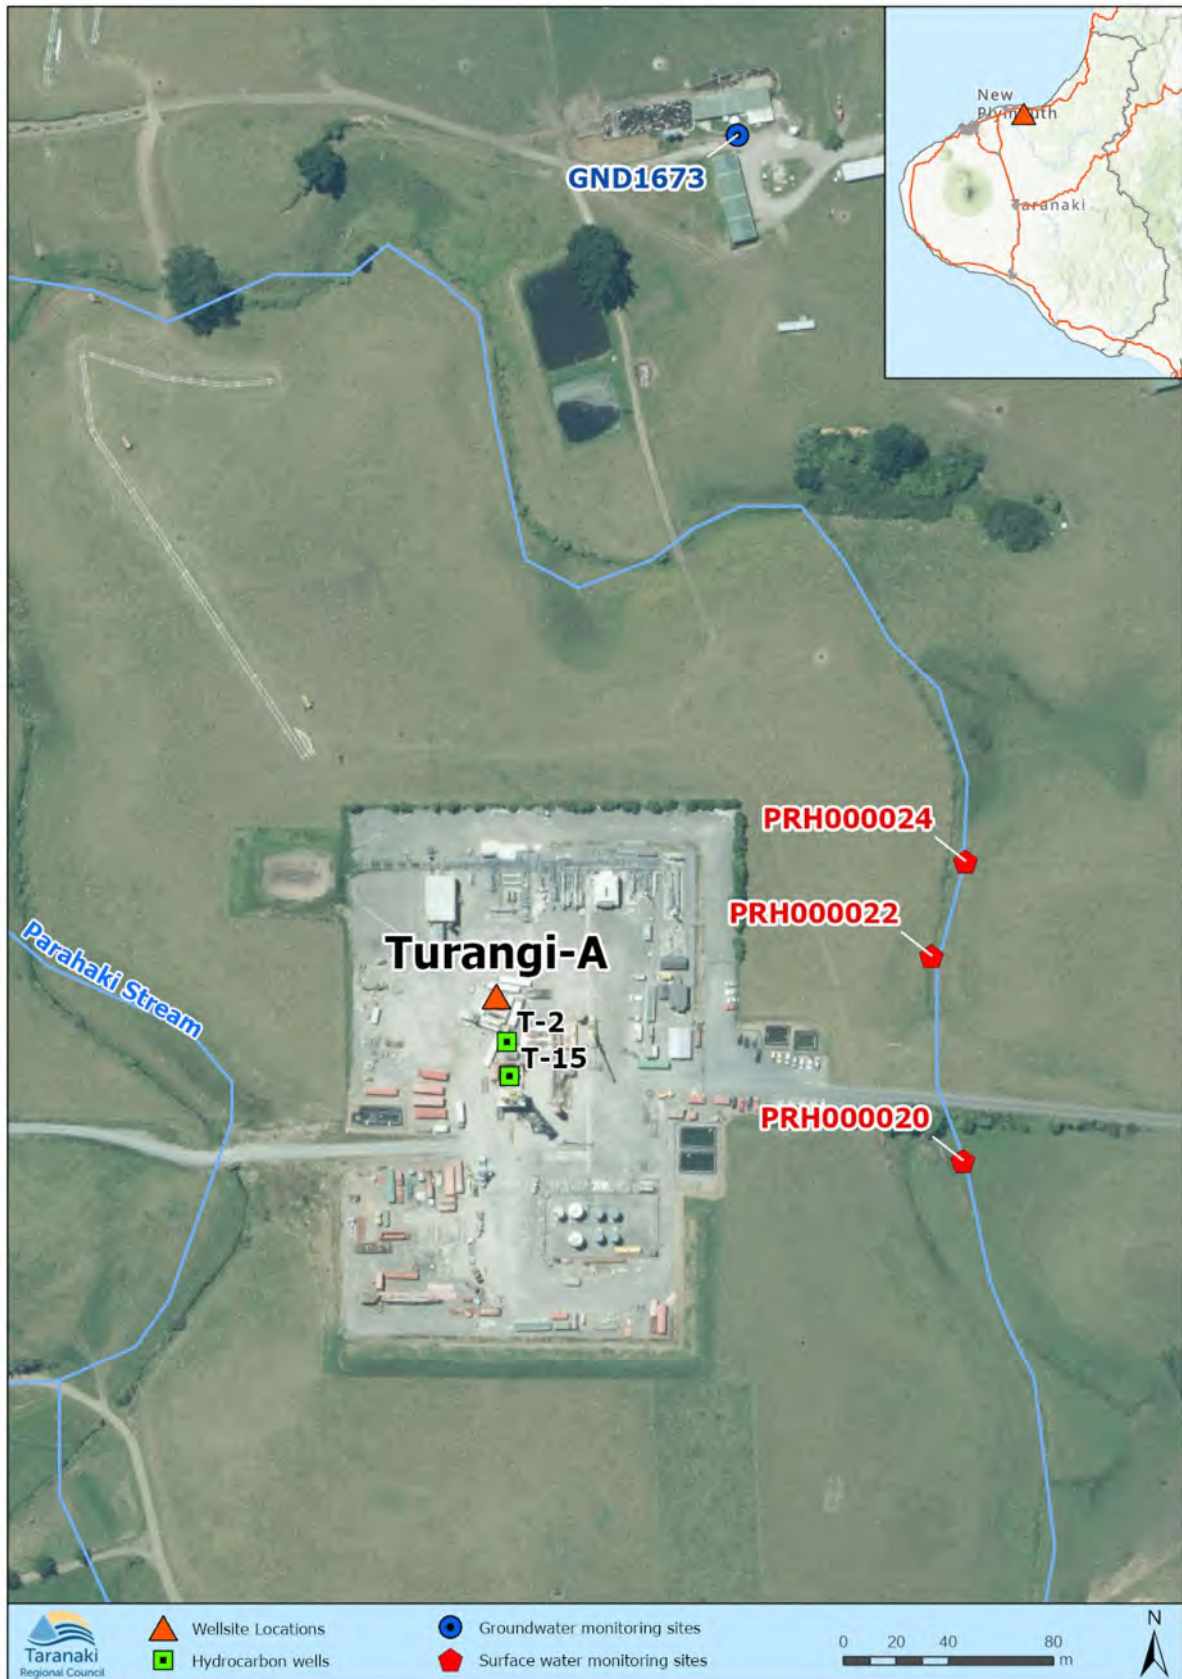 New
Plymouth
Taranaki
GND1673
PRH000024
PRH000022
Turangi-A
Parahaki Stream
T-2
T-15
PRH000020
Taranaki
Regional Council
Wellsite Locations
Hydrocarbon wells
Groundwater monitoring sites
Surface water monitoring sites
0 20 40 80
m
N